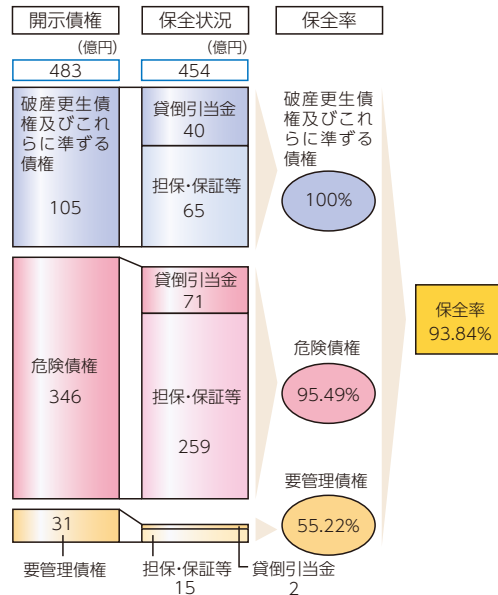 開示債権
保全状況
保全率
(億円)
(億円)
483
454
破産更生債
権及びこれ
らに準ずる
債権
105
貸倒引当金
40
担保・保証等
65
破産更生債
権及びこれ
らに準ずる
債権
100%
危険債権
346
貸倒引当金
71
担保・保証等
259
危険債権
95.49%
保全率
93.84%
31
要管理債権
担保・保証等
15
貸倒引当金
2
要管理債権
55.22%